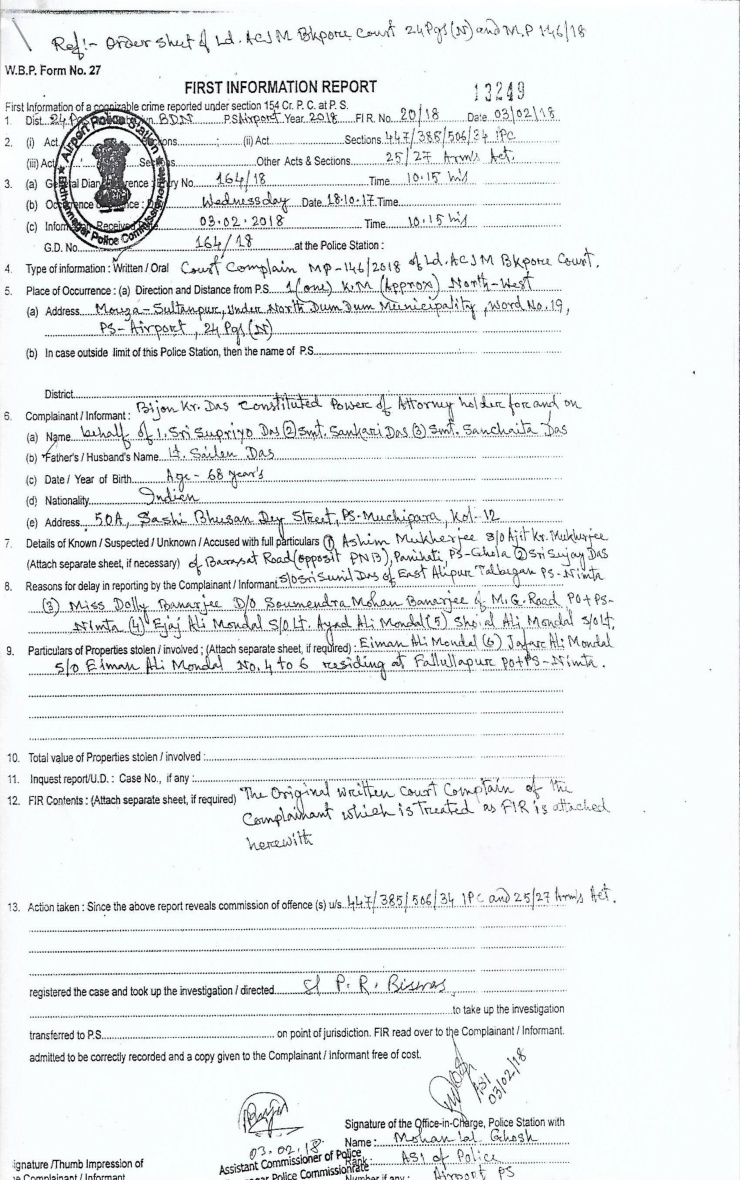 Ref:- Order Sheet of Ld. ACJM Bkpore Court 24 Pgs (N) and M.P 146/18
W.B.P. Form No. 27
FIRST INFORMATION REPORT
13249
First Information of a cognizable crime reported under section 154 Cr. P. C. at P. S.
1. Dist. 24 BDN P.S Airport Year 2018 FIR No. 20/18 Date 03/02/18
2. (i) Act Sections : (ii) Act Sections 447/385/506/34 IPC
(iii) Act Sections Other Acts & Sections 25/27 Arm's Act.
3. (a) General Diary Reference : Entry No. 164/18 Time 10.15 hrs
(b) Occurrence : Wednesday Date 18.10.17 Time
(c) Information Received 03.02.2018 Time 10.15 hrs
G.D. No. 164/18 at the Police Station :
Airport Police Station
Police Commissionerate
4. Type of information : Written / Oral Court Complain MP-146/2018 of Ld. ACJM Bkpore Court.
5. Place of Occurrence : (a) Direction and Distance from P.S. 1 (one) K.M (Approx) North-West
(a) Address Mouza-Sultanpur, Under North Dum Dum Municipality, Word No. 19,
PS- Airport, 24 Pgs (N)
(b) In case outside limit of this Police Station, then the name of P.S.
District
6. Complainant / Informant : Bijon Kr. Das Constituted Power of Attorney holder for and on
(a) Name behalf of 1. Sri Supriyo Das (2) Smt. Sankari Das (3) Smt. Sanchaita Das
(b) *Father's / Husband's Name Lt. Sailen Das
(c) Date / Year of Birth Age - 68 year's
(d) Nationality Indian
(e) Address 50A, Sashi Bhusan Dey Street, PS-Muchipara, Kol-12
7. Details of Known / Suspected / Unknown / Accused with full particulars (1) Ashim Mukherjee S/O Ajit Kr. Mukherjee
(Attach separate sheet, if necessary) of Barasat Road (opposit PNB), Panihati, PS-Ghola (2) Sri Sujay Das
8. Reasons for delay in reporting by the Complainant / Informant S/O Sri Sunil Das of East Alipur Talbagan PS-Nimta
(3) Miss Dolly Banarjee D/O Soumendra Mohan Banarjee of M.G. Road PO+PS-
Nimta (4) Ejaj Ali Mondal S/O Lt. Ayad Ali Mondal (5) Ali Mondal S/O Lt.
9. Particulars of Properties stolen / involved ; (Attach separate sheet, if required) : Eiman Ali Mondal (6) Jafar Ali Mondal
S/O Eiman Ali Mondal No. 4 to 6 residing at Fallullapur PO+PS-Nimta.
10. Total value of Properties stolen / involved :
11. Inquest report/U.D. : Case No., if any :
12. FIR Contents : (Attach separate sheet, if required) The Original Written Court Complain of the
Complainant which is Treated as FIR is attached
herewith
13. Action taken : Since the above report reveals commission of offence (s) u/s. 447/385/506/34 IPC and 25/27 Arm's Act.
registered the case and took up the investigation / directed SI P. R. Biswas
to take up the investigation
transferred to P.S. on point of jurisdiction. FIR read over to the Complainant / Informant.
admitted to be correctly recorded and a copy given to the Complainant / Informant free of cost.
ASI
03/02/18
Signature of the Office-in-Charge, Police Station with
03.02.18
Name : Mohan lal Ghosh
Assistant Commissioner of Police
Rank : ASI of Police
Police Commissionerate
ignature /Thumb Impression of
e Complainant / Informant
Number if any : Airport PS